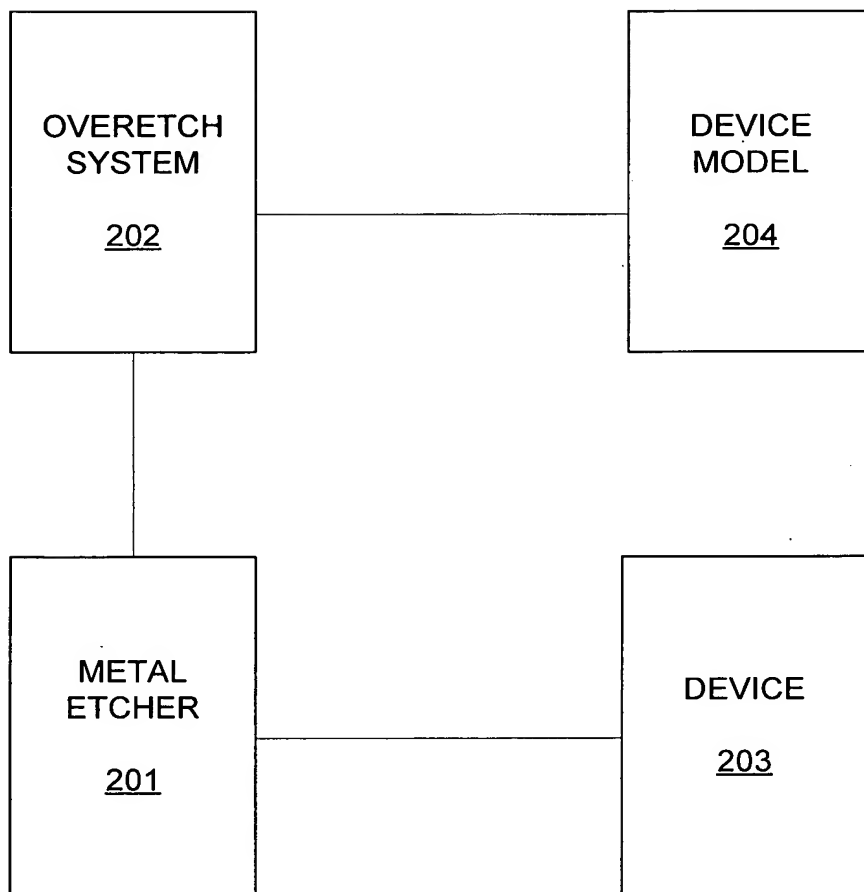 OVERETCH
SYSTEM
202
DEVICE
MODEL
204
METAL
ETCHER
201
DEVICE
203